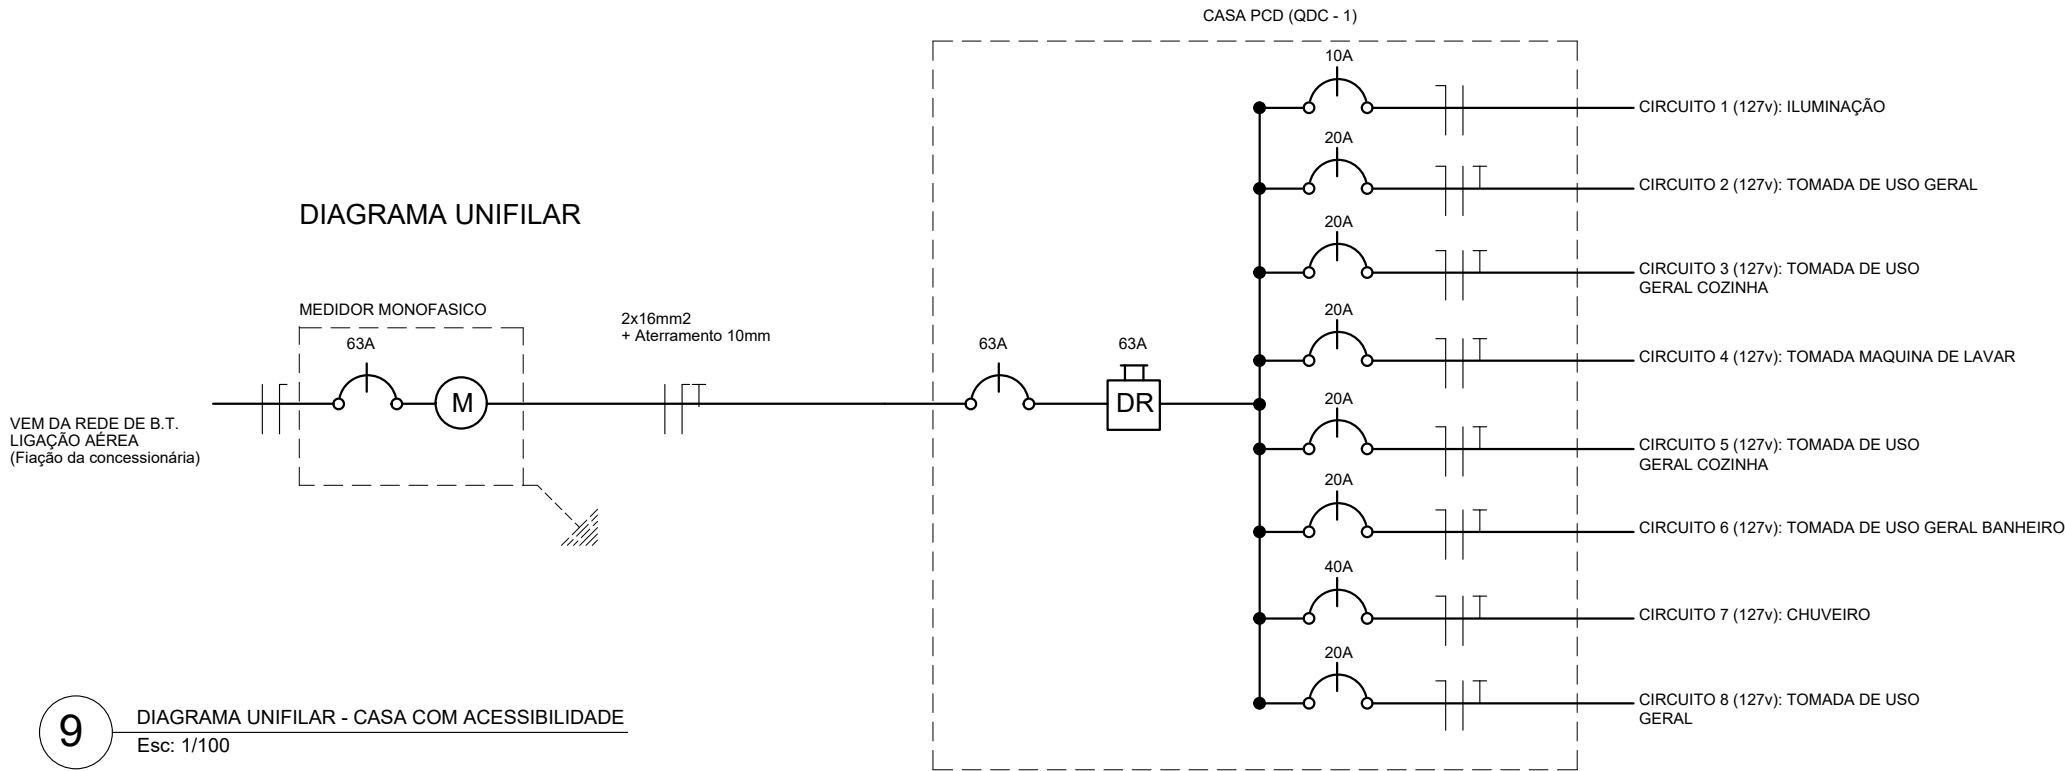 CASA PCD (QDC - 1)
10A
CIRCUITO 1 (127v): ILUMINAÇÃO
20A
CIRCUITO 2 (127v): TOMADA DE USO GERAL
DIAGRAMA UNIFILAR
20A
CIRCUITO 3 (127v): TOMADA DE USO
GERAL COZINHA
MEDIDOR MONOFASICO
63A
M
2x16mm2
+ Aterramento 10mm
63A
63A
DR
20A
CIRCUITO 4 (127v): TOMADA MAQUINA DE LAVAR
VEM DA REDE DE B.T.
LIGAÇÃO AÉREA
(Fiação da concessionária)
20A
CIRCUITO 5 (127v): TOMADA DE USO
GERAL COZINHA
20A
CIRCUITO 6 (127v): TOMADA DE USO GERAL BANHEIRO
40A
CIRCUITO 7 (127v): CHUVEIRO
20A
CIRCUITO 8 (127v): TOMADA DE USO
GERAL
9
DIAGRAMA UNIFILAR - CASA COM ACESSIBILIDADE
Esc: 1/100